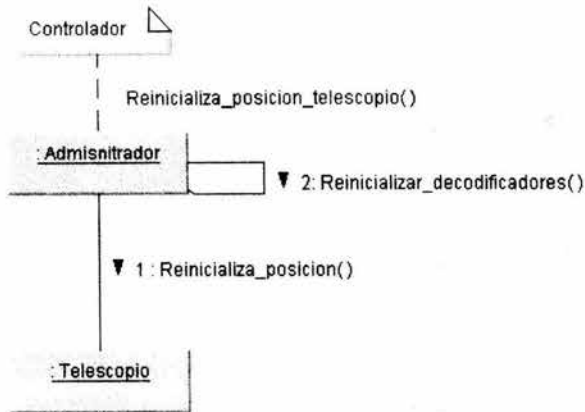 Controlador
Reinicializa_posicion_telescopio()
: Admisnitrador
2: Reinicializar_decodificadores()
1 : Reinicializa_posicion()
: Telescopio